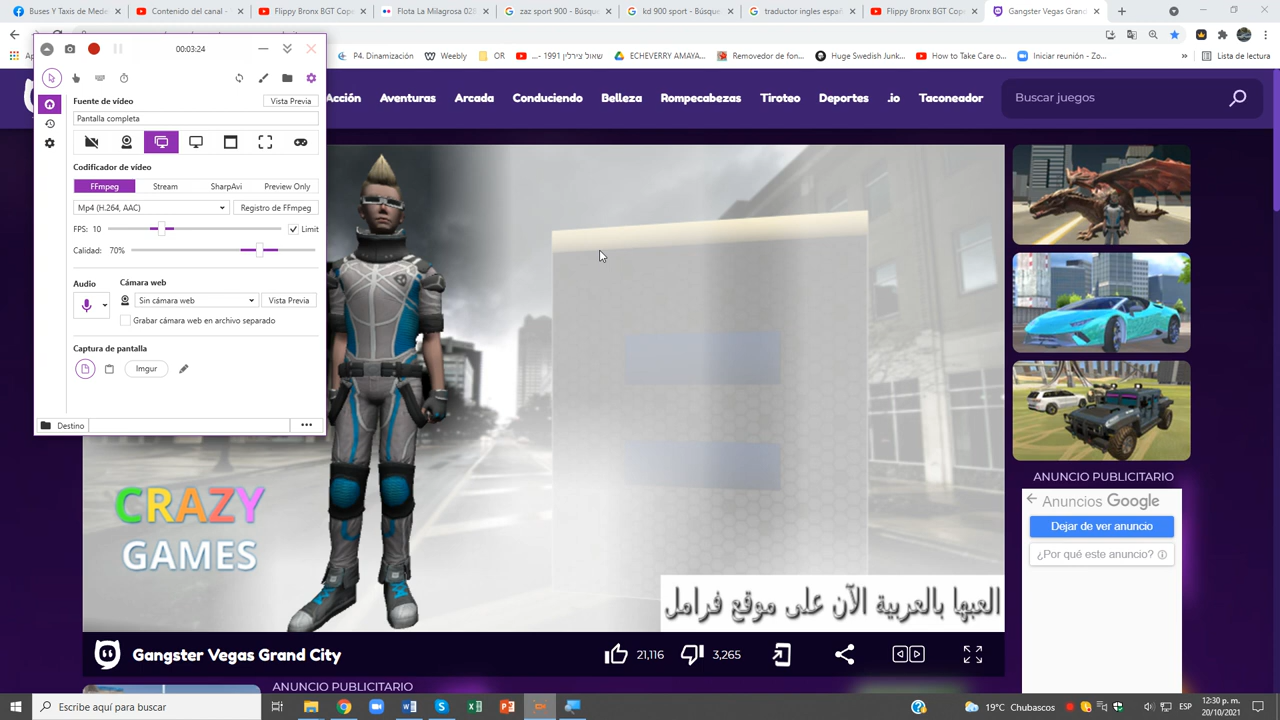 Buses Y Taxis de Mede
Contenido del canal -
Flippy Bronx BGT Cop
Flota La Milagrosa 028
zaz sport 900 - Búsque
kd 900 sport - Búsqu
traductor ingles espa
Flippy Bronx BGT Cop
Gangster Vegas Grand
P4. Dinamización
Weebly
OR
שאול צירלין 1991 -...
ECHEVERRY AMAYA...
Removedor de fon...
Huge Swedish Junk...
How to Take Care o...
Iniciar reunión - Zo...
Lista de lectura
00:03:24
Acción
Aventuras
Arcada
Conduciendo
Belleza
Rompecabezas
Tiroteo
Deportes
.io
Taconeador
Buscar juegos
Fuente de vídeo
Vista Previa
Pantalla completa
Codificador de vídeo
FFmpeg
Stream
SharpAvi
Preview Only
Mp4 (H.264, AAC)
Registro de FFmpeg
FPS: 10
Limit
Calidad: 70%
Audio
Cámara web
Sin cámara web
Vista Previa
Grabar cámara web en archivo separado
Captura de pantalla
Imgur
Destino
...
CRAZY
GAMES
العبها بالعربية الآن على موقع فرامل
ANUNCIO PUBLICITARIO
Anuncios Google
Dejar de ver anuncio
¿Por qué este anuncio?
Gangster Vegas Grand City
21,116
3,265
ANUNCIO PUBLICITARIO
Escribe aquí para buscar
19°C Chubascos
ESP
12:30 p. m.
20/10/2021